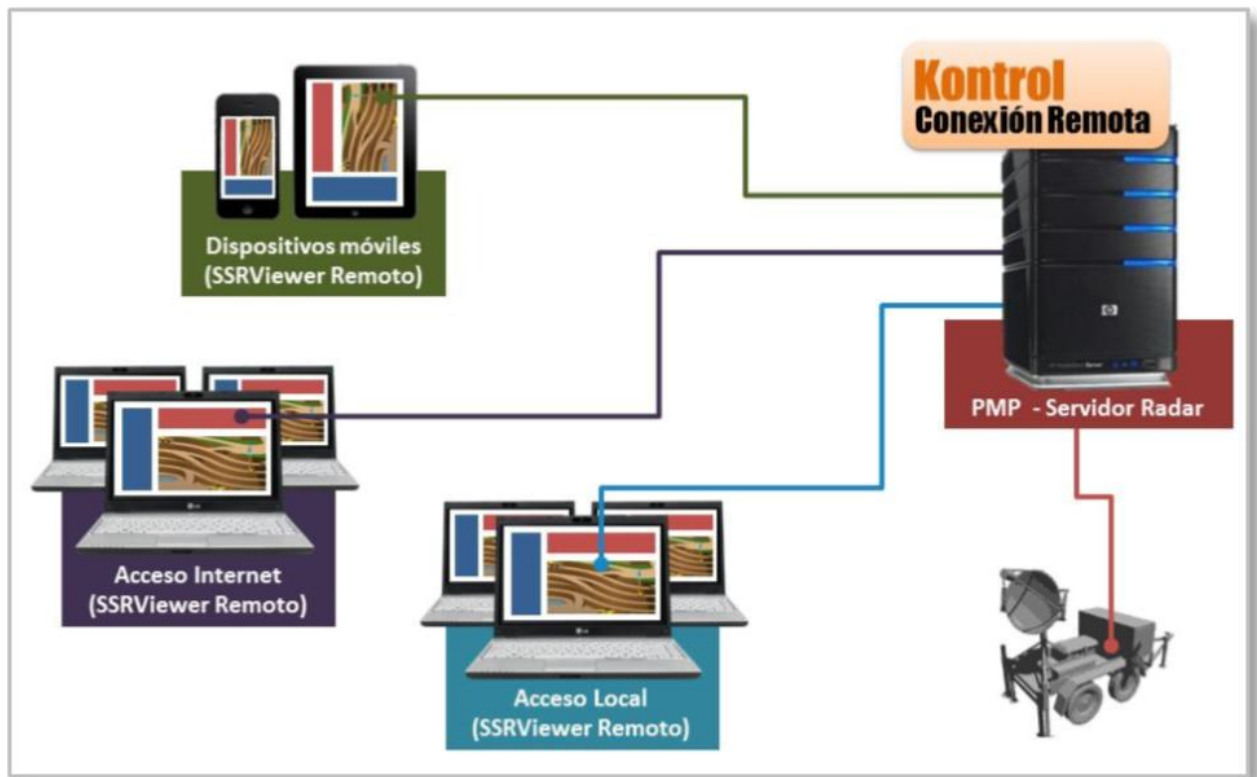 Kontrol
Conexión Remota
Dispositivos móviles
(SSRViewer Remoto)
PMP - Servidor Radar
Acceso Internet
(SSRViewer Remoto)
Acceso Local
(SSRViewer Remoto)